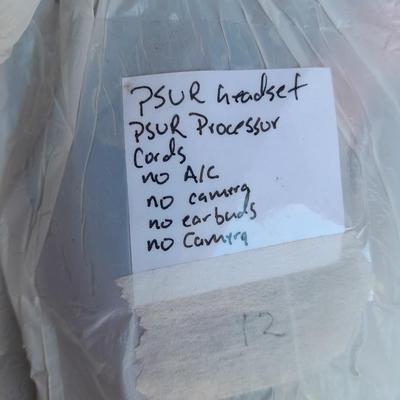 PSVR headset
PSVR Processor
Cords
no A/C
no camera
no earbuds
no Camera
12